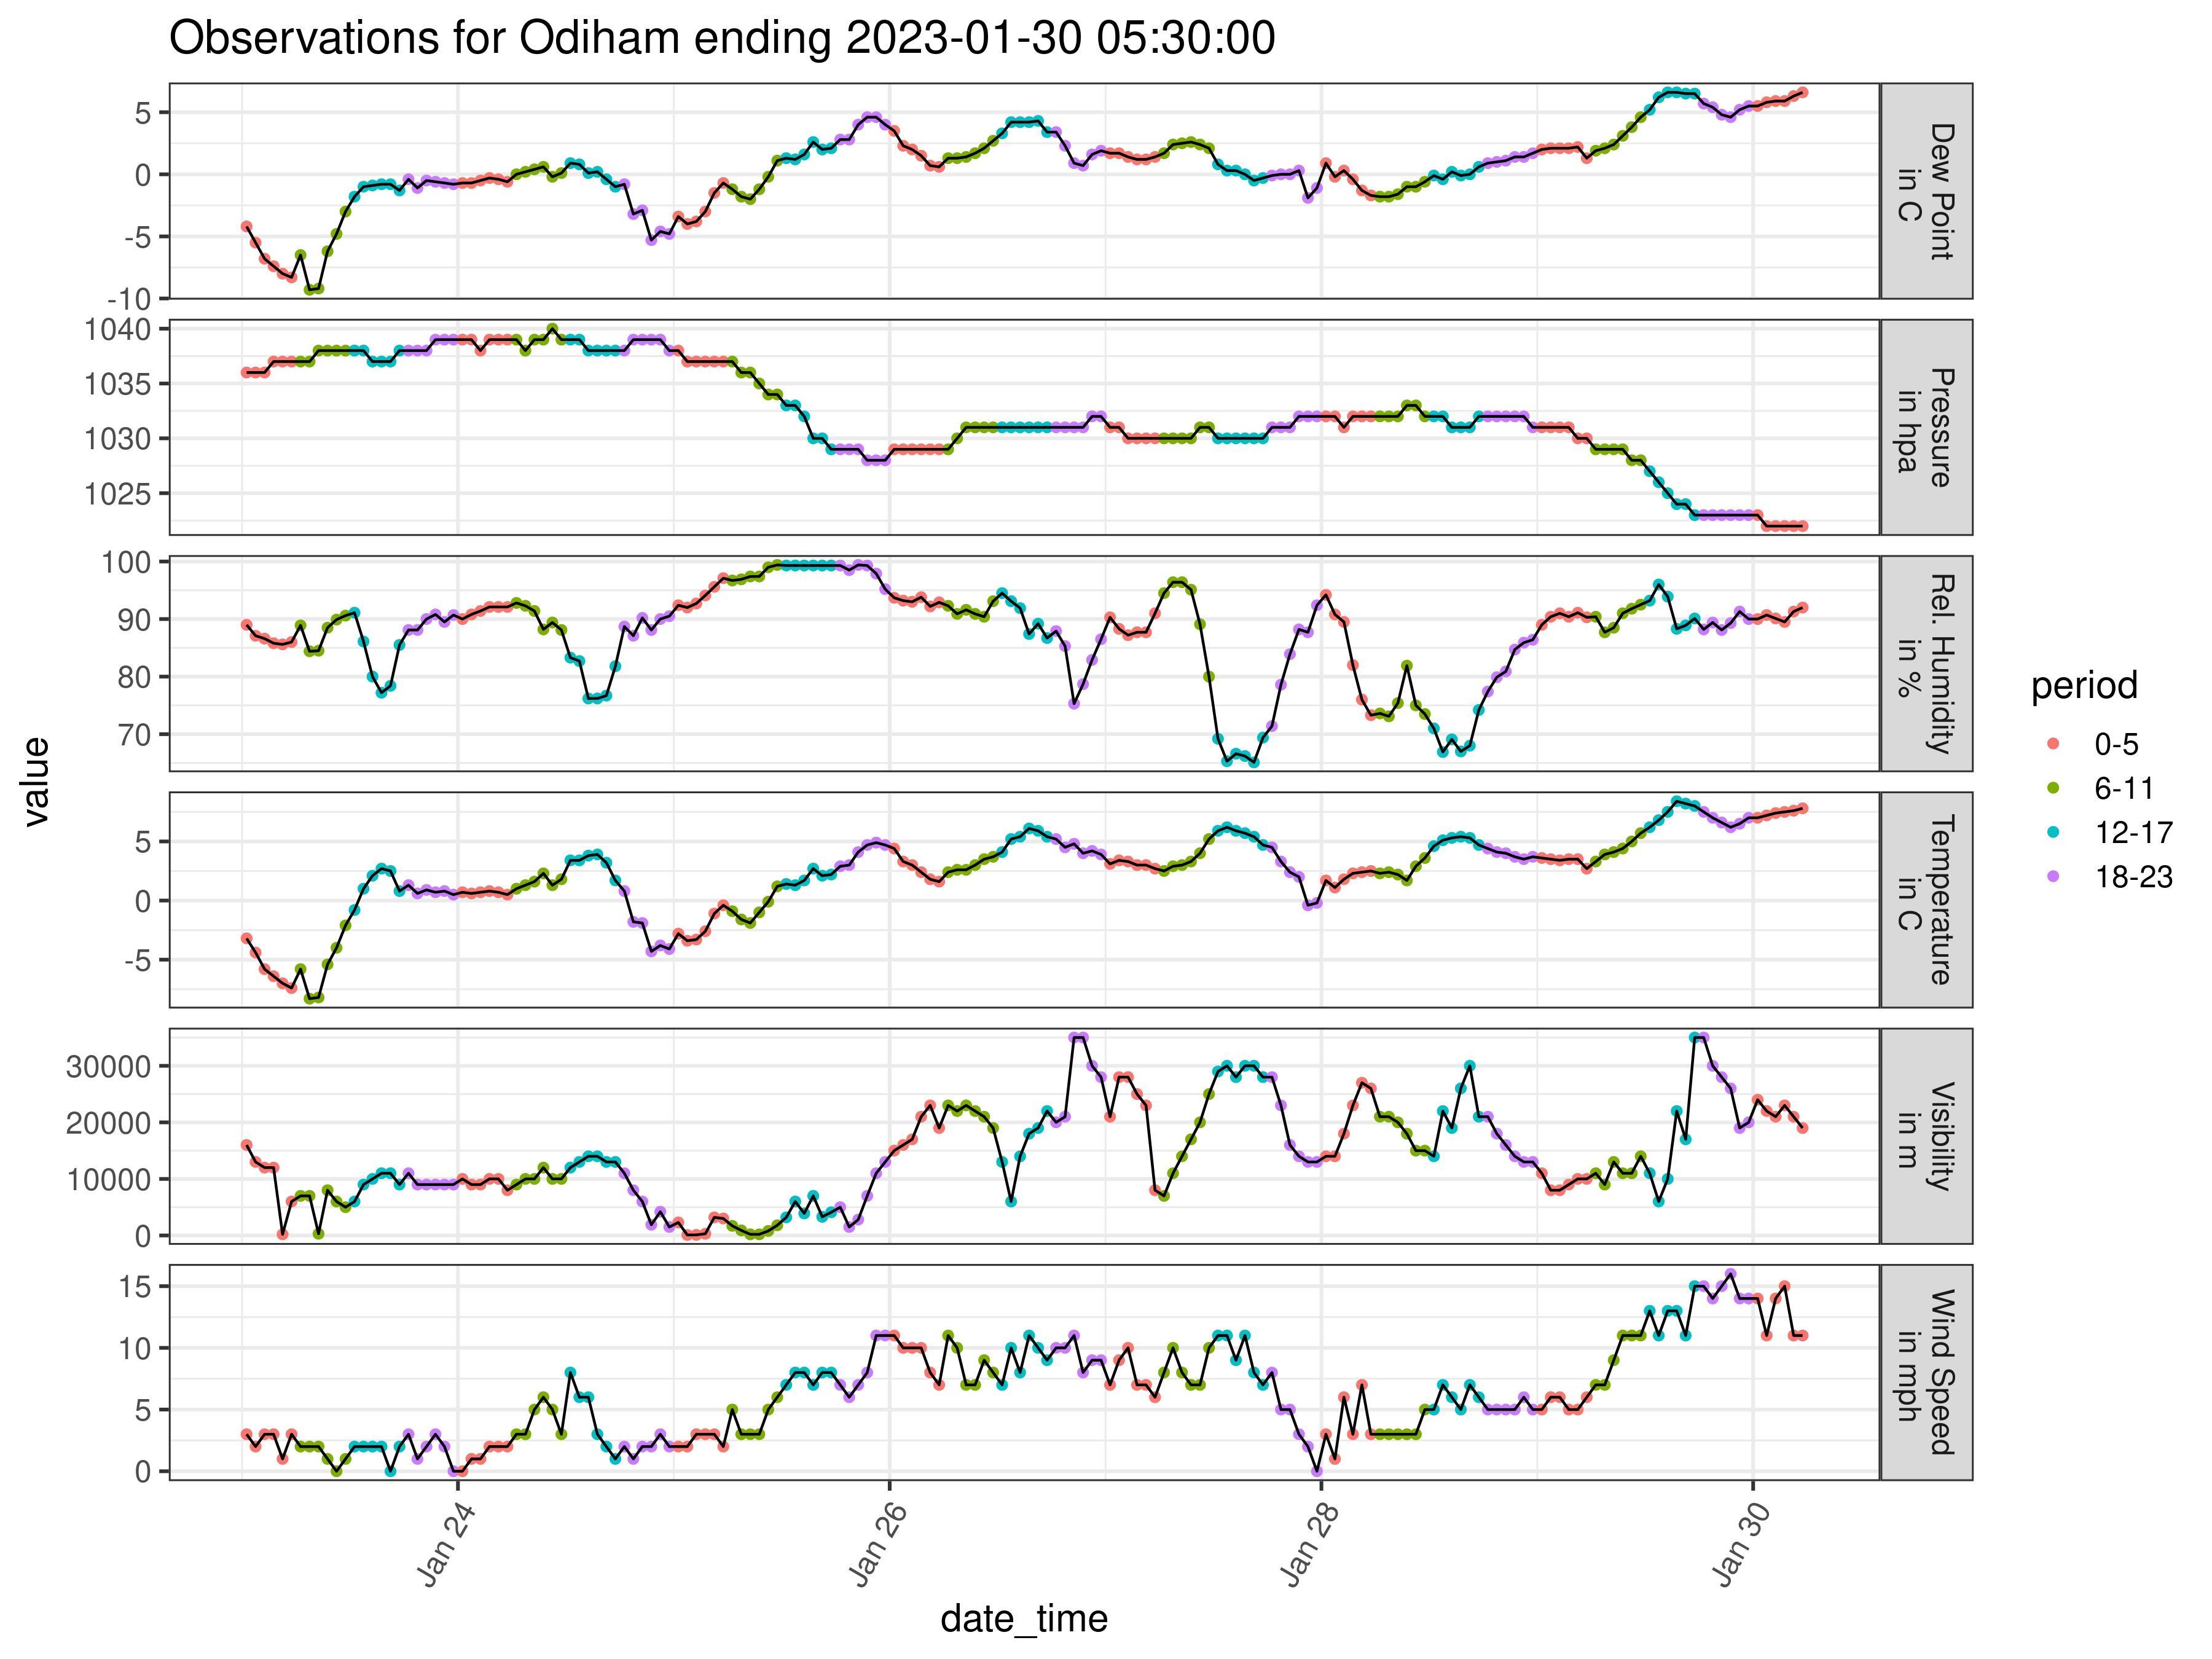 Observations for Odiham ending 2023-01-30 05:30:00
5
0
-5
-10
Dew Point
in C
1040
1035
1030
1025
Pressure
in hpa
100
90
80
70
Rel. Humidity
in %
5
0
-5
Temperature
in C
30000
20000
10000
0
Visibility
in m
15
10
5
0
Wind Speed
in mph
value
Jan 24
Jan 26
Jan 28
Jan 30
date_time
period
0-5
6-11
12-17
18-23